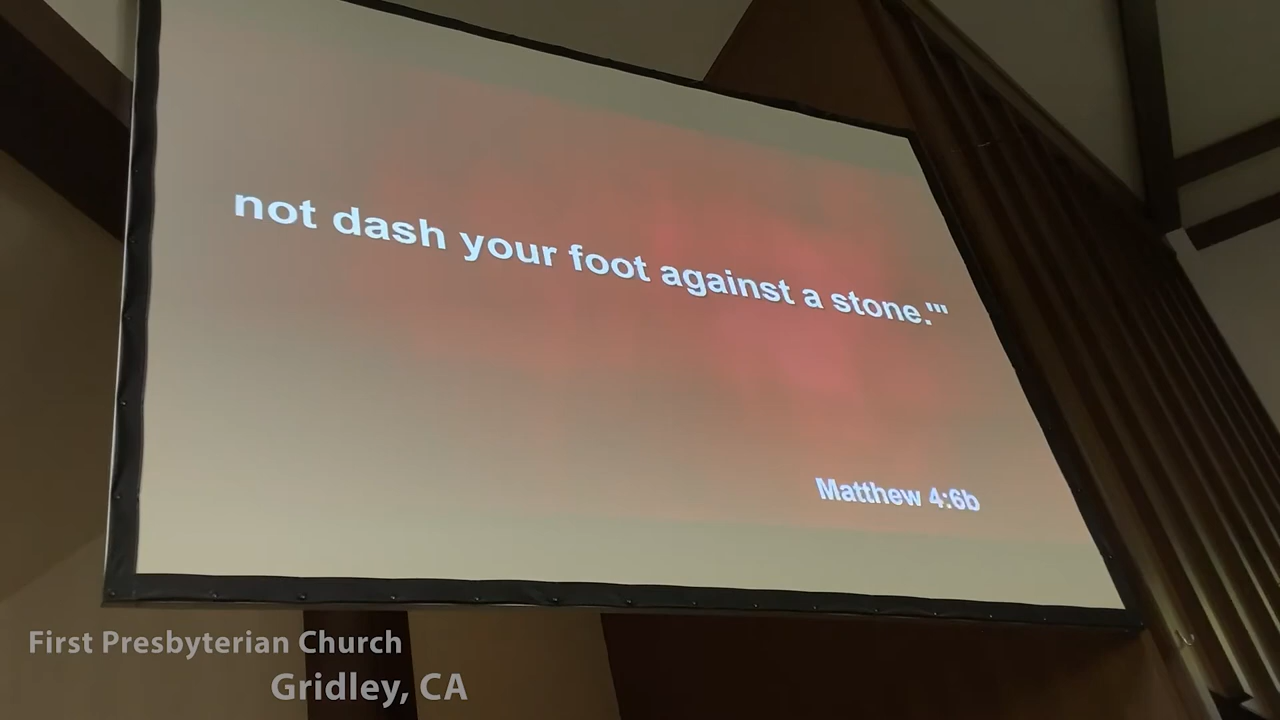 not dash your foot against a stone.'"
Matthew 4:6b
First Presbyterian Church
Gridley, CA